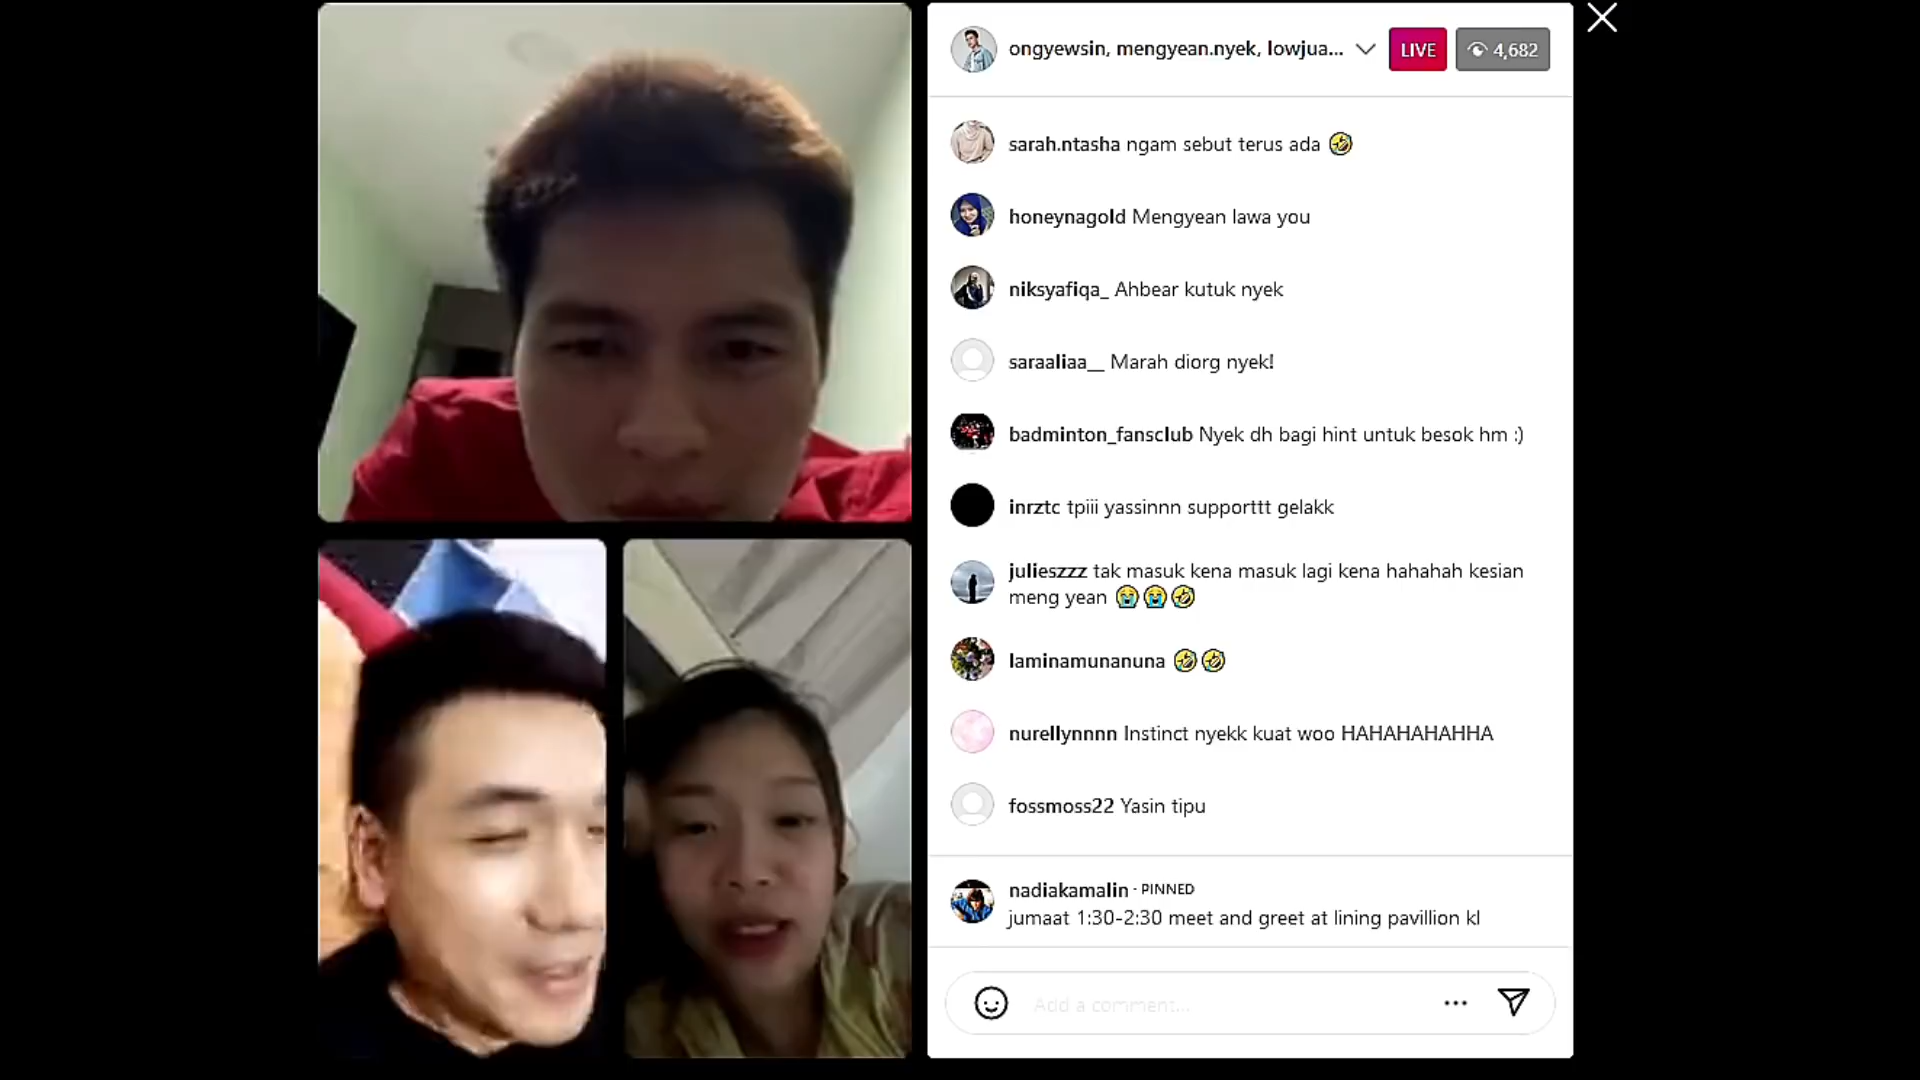 ongyewsin, mengyean.nyek, lowjua... LIVE 4,682
sarah.ntasha ngam sebut terus ada 🤣
honeynagold Mengyean lawa you
niksyafiqa_ Ahbear kutuk nyek
saraaliaa__ Marah diorg nyek!
badminton_fansclub Nyek dh bagi hint untuk besok hm :)
inrztc tpiii yassinnn supporttt gelakk
julieszzz tak masuk kena masuk lagi kena hahahah kesian
meng yean 😭😭🤣
laminamunanuna 🤣🤣
nurellynnnn Instinct nyekk kuat woo HAHAHAHAHHA
fossmoss22 Yasin tipu
nadiakamalin · PINNED
jumaat 1:30-2:30 meet and greet at lining pavillion kl
Add a comment...